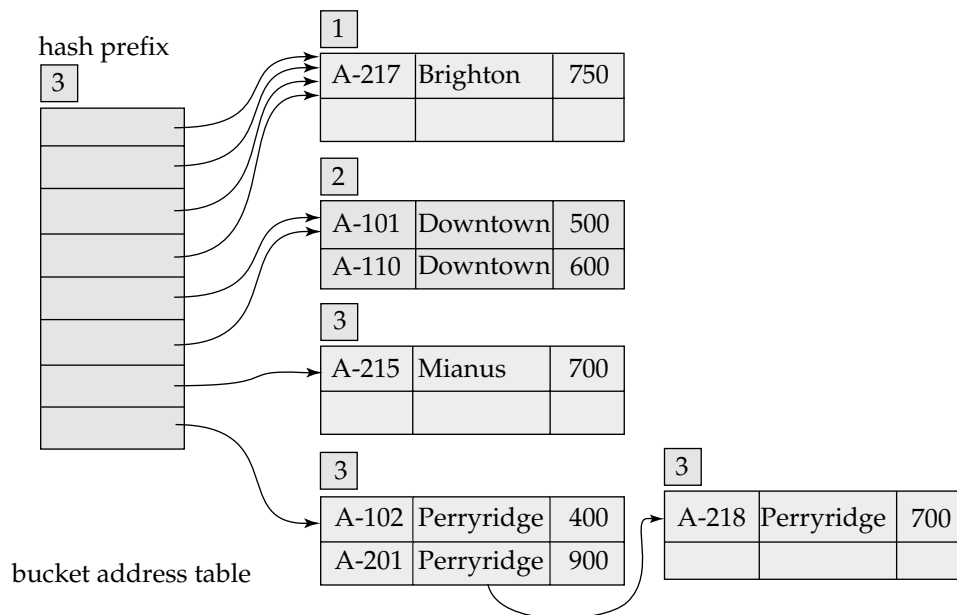 hash prefix
3
1
A-217 Brighton 750
2
A-101 Downtown 500
A-110 Downtown 600
3
A-215 Mianus 700
3
A-102 Perryridge 400
A-201 Perryridge 900
3
A-218 Perryridge 700
bucket address table